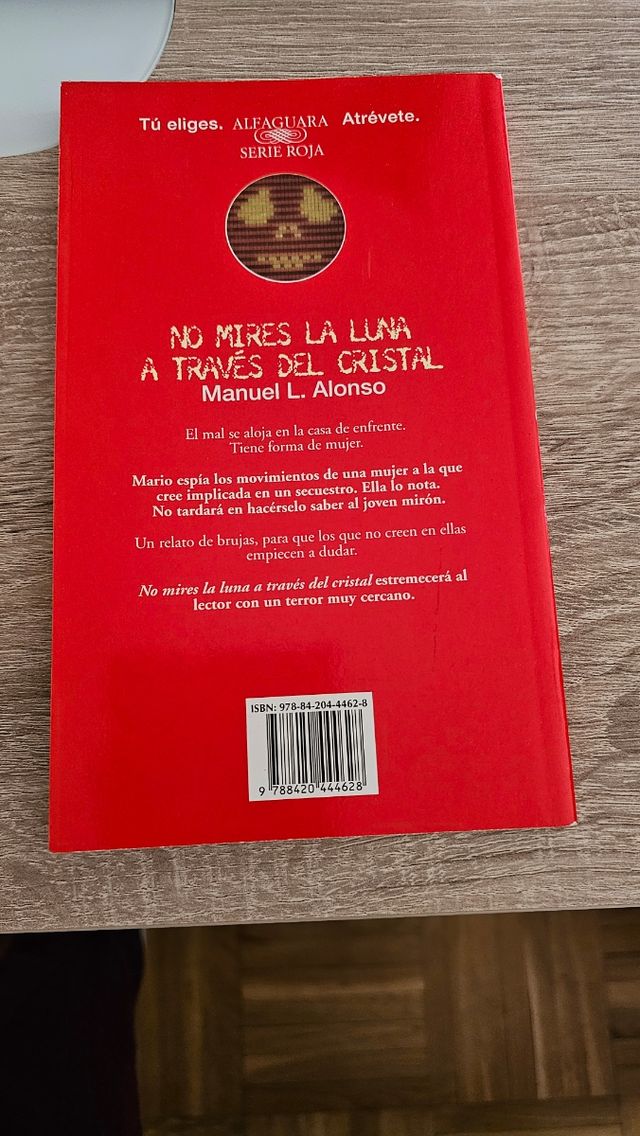 Tú eliges. ALFAGUARA Atrévete.
SERIE ROJA
NO MIRES LA LUNA
A TRAVÉS DEL CRISTAL
Manuel L. Alonso
El mal se aloja en la casa de enfrente.
Tiene forma de mujer.
Mario espía los movimientos de una mujer a la que
cree implicada en un secuestro. Ella lo nota.
No tardará en hacérselo saber al joven mirón.
Un relato de brujas, para que los que no creen en ellas
empiecen a dudar.
No mires la luna a través del cristal estremecerá al
lector con un terror muy cercano.
ISBN: 978-84-204-4462-8
9 788420 444628